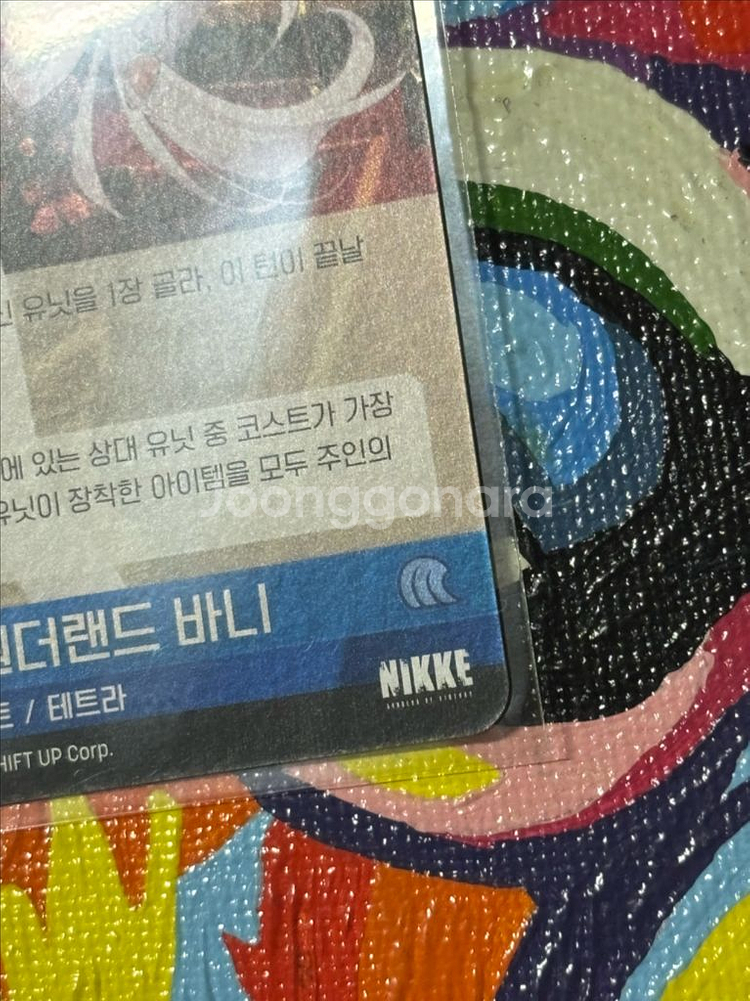 유닛을 1장 골라, 이 턴이 끝날
에 있는 상대 유닛 중 코스트가 가장
유닛이 장착한 아이템을 모두 주인의
Joonggonara
원더랜드 바니
트 / 테트라
NIKKE
SHIFT UP Corp.